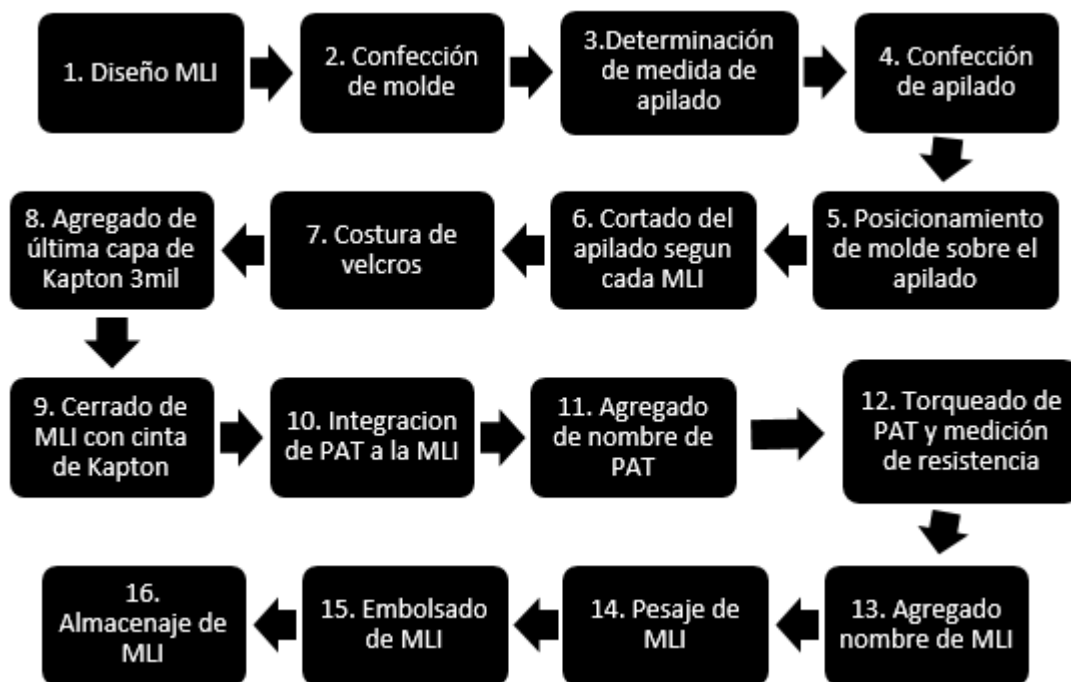 1. Diseño MLI
2. Confección
de molde
3.Determinación
de medida de
apilado
4. Confección
de apilado
5. Posicionamiento
de molde sobre el
apilado
6. Cortado del
apilado segun
cada MLI
7. Costura de
velcros
8. Agregado de
última capa de
Kapton 3mil
9. Cerrado de
MLI con cinta
de Kapton
10. Integracion
de PAT a la MLI
11. Agregado
de nombre de
PAT
12. Torqueado de
PAT y medición
de resistencia
13. Agregado
nombre de MLI
14. Pesaje de
MLI
15. Embolsado
de MLI
16.
Almacenaje de
MLI